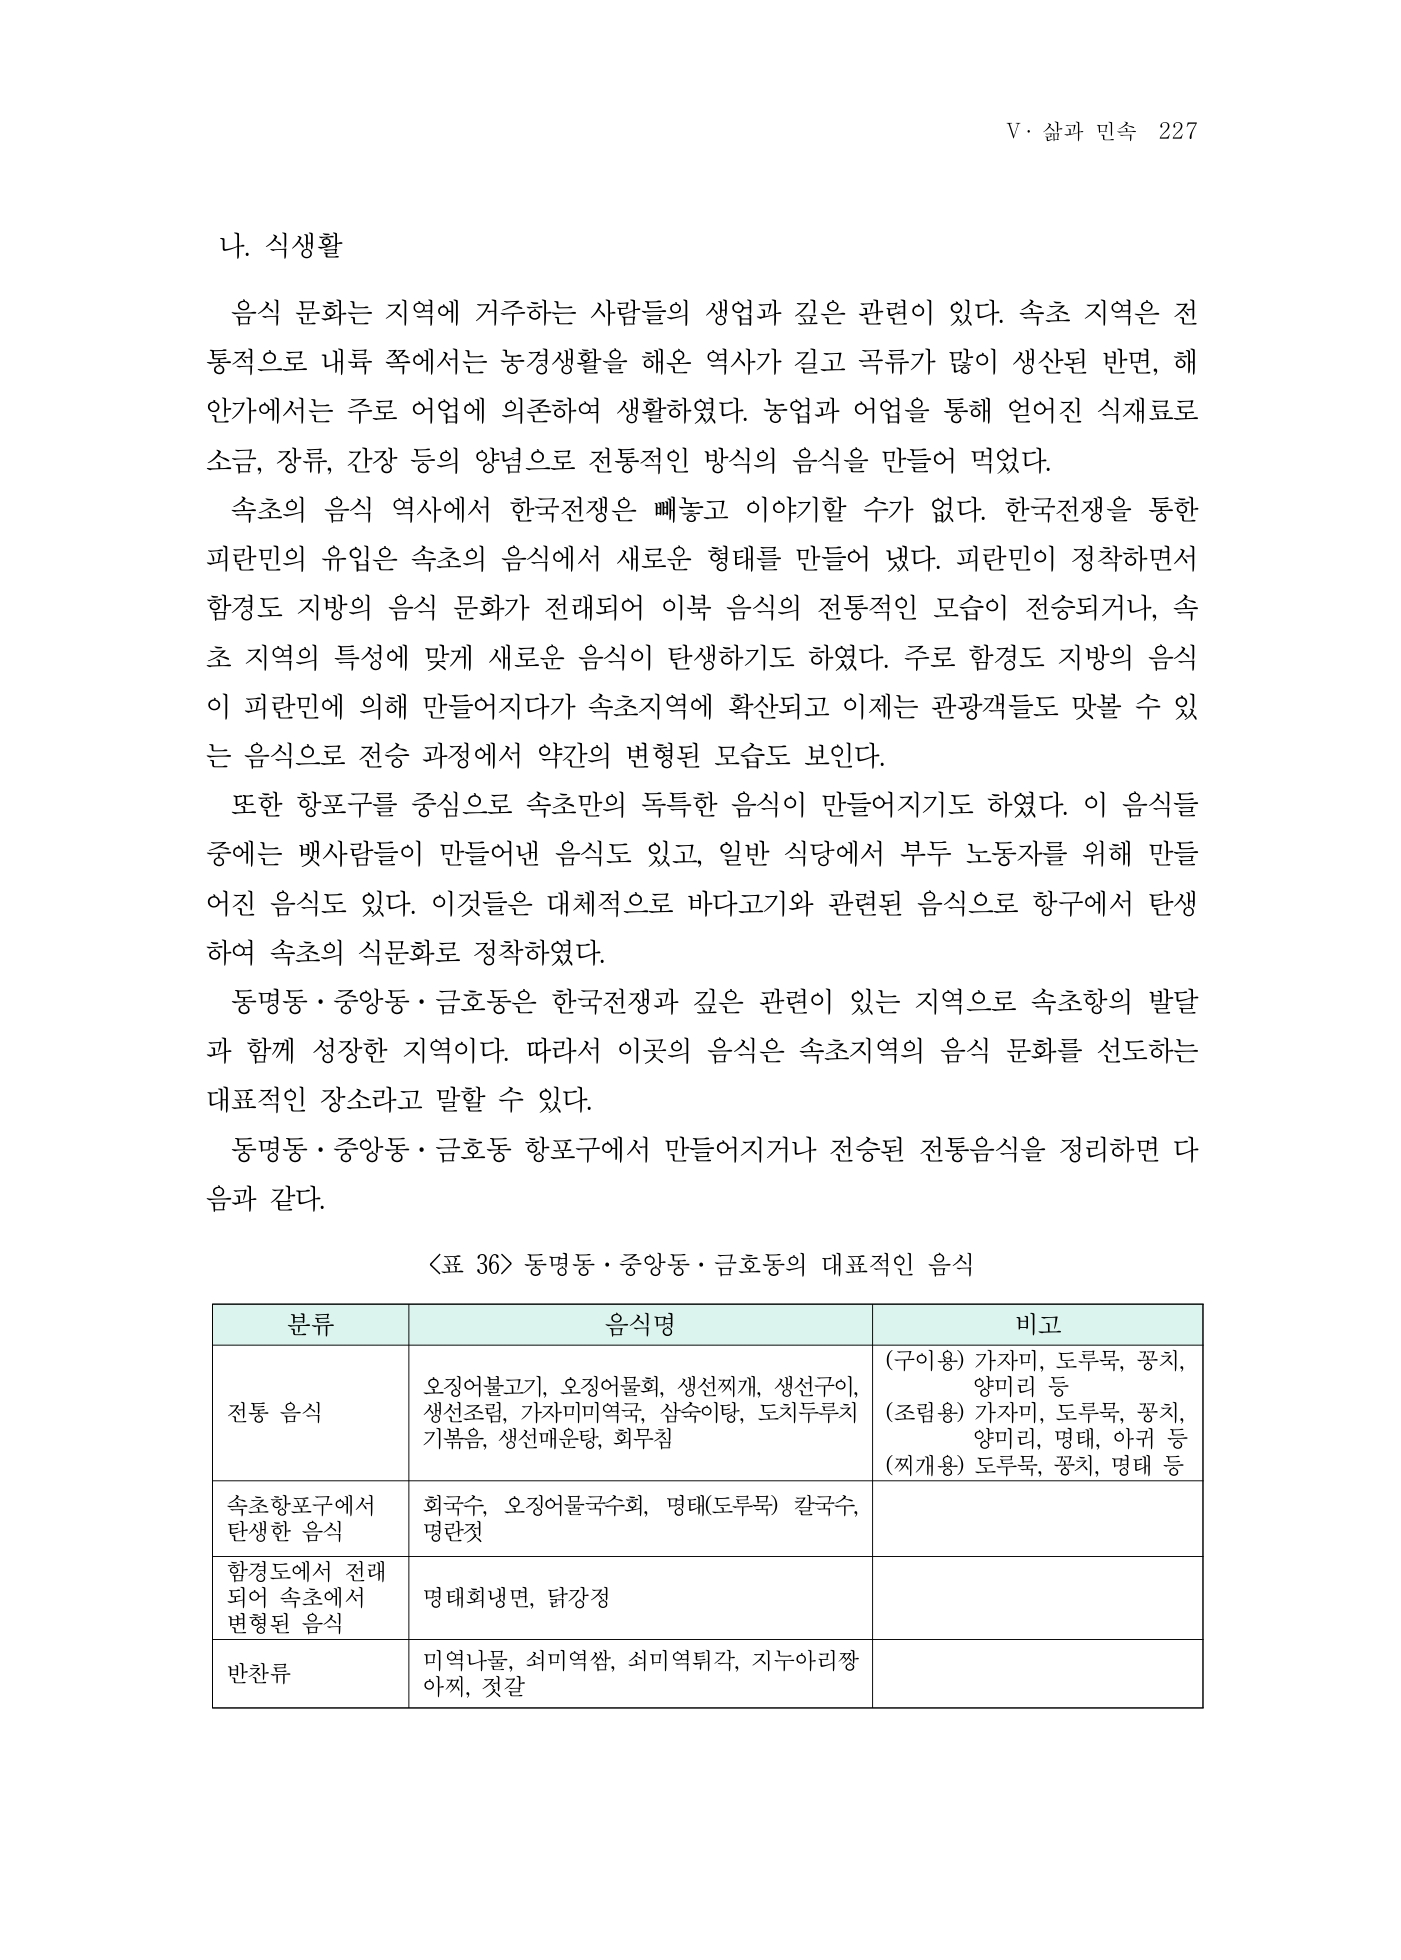 Ⅴ· 삶과 민속 227
나. 식생활
음식 문화는 지역에 거주하는 사람들의 생업과 깊은 관련이 있다. 속초 지역은 전
통적으로 내륙 쪽에서는 농경생활을 해온 역사가 길고 곡류가 많이 생산된 반면, 해
안가에서는 주로 어업에 의존하여 생활하였다. 농업과 어업을 통해 얻어진 식재료로
소금, 장류, 간장 등의 양념으로 전통적인 방식의 음식을 만들어 먹었다.
속초의 음식 역사에서 한국전쟁은 빼놓고 이야기할 수가 없다. 한국전쟁을 통한
피란민의 유입은 속초의 음식에서 새로운 형태를 만들어 냈다. 피란민이 정착하면서
함경도 지방의 음식 문화가 전래되어 이북 음식의 전통적인 모습이 전승되거나, 속
초 지역의 특성에 맞게 새로운 음식이 탄생하기도 하였다. 주로 함경도 지방의 음식
이 피란민에 의해 만들어지다가 속초지역에 확산되고 이제는 관광객들도 맛볼 수 있
는 음식으로 전승 과정에서 약간의 변형된 모습도 보인다.
또한 항포구를 중심으로 속초만의 독특한 음식이 만들어지기도 하였다. 이 음식들
중에는 뱃사람들이 만들어낸 음식도 있고, 일반 식당에서 부두 노동자를 위해 만들
어진 음식도 있다. 이것들은 대체적으로 바다고기와 관련된 음식으로 항구에서 탄생
하여 속초의 식문화로 정착하였다.
동명동·중앙동·금호동은 한국전쟁과 깊은 관련이 있는 지역으로 속초항의 발달
과 함께 성장한 지역이다. 따라서 이곳의 음식은 속초지역의 음식 문화를 선도하는
대표적인 장소라고 말할 수 있다.
동명동·중앙동·금호동 항포구에서 만들어지거나 전승된 전통음식을 정리하면 다
음과 같다.
<표 36> 동명동·중앙동·금호동의 대표적인 음식
분류 음식명 비고
전통 음식
오징어불고기, 오징어물회, 생선찌개, 생선구이,
생선조림, 가자미미역국, 삼숙이탕, 도치두루치
기볶음, 생선매운탕, 회무침
(구이용) 가자미, 도루묵, 꽁치,
양미리 등
(조림용) 가자미, 도루묵, 꽁치,
양미리, 명태, 아귀 등
(찌개용) 도루묵, 꽁치, 명태 등
속초항포구에서
탄생한 음식
회국수, 오징어물국수회, 명태(도루묵) 칼국수,
명란젓
함경도에서 전래
되어 속초에서
변형된 음식
명태회냉면, 닭강정
반찬류
미역나물, 쇠미역쌈, 쇠미역튀각, 지누아리짱
아찌, 젓갈